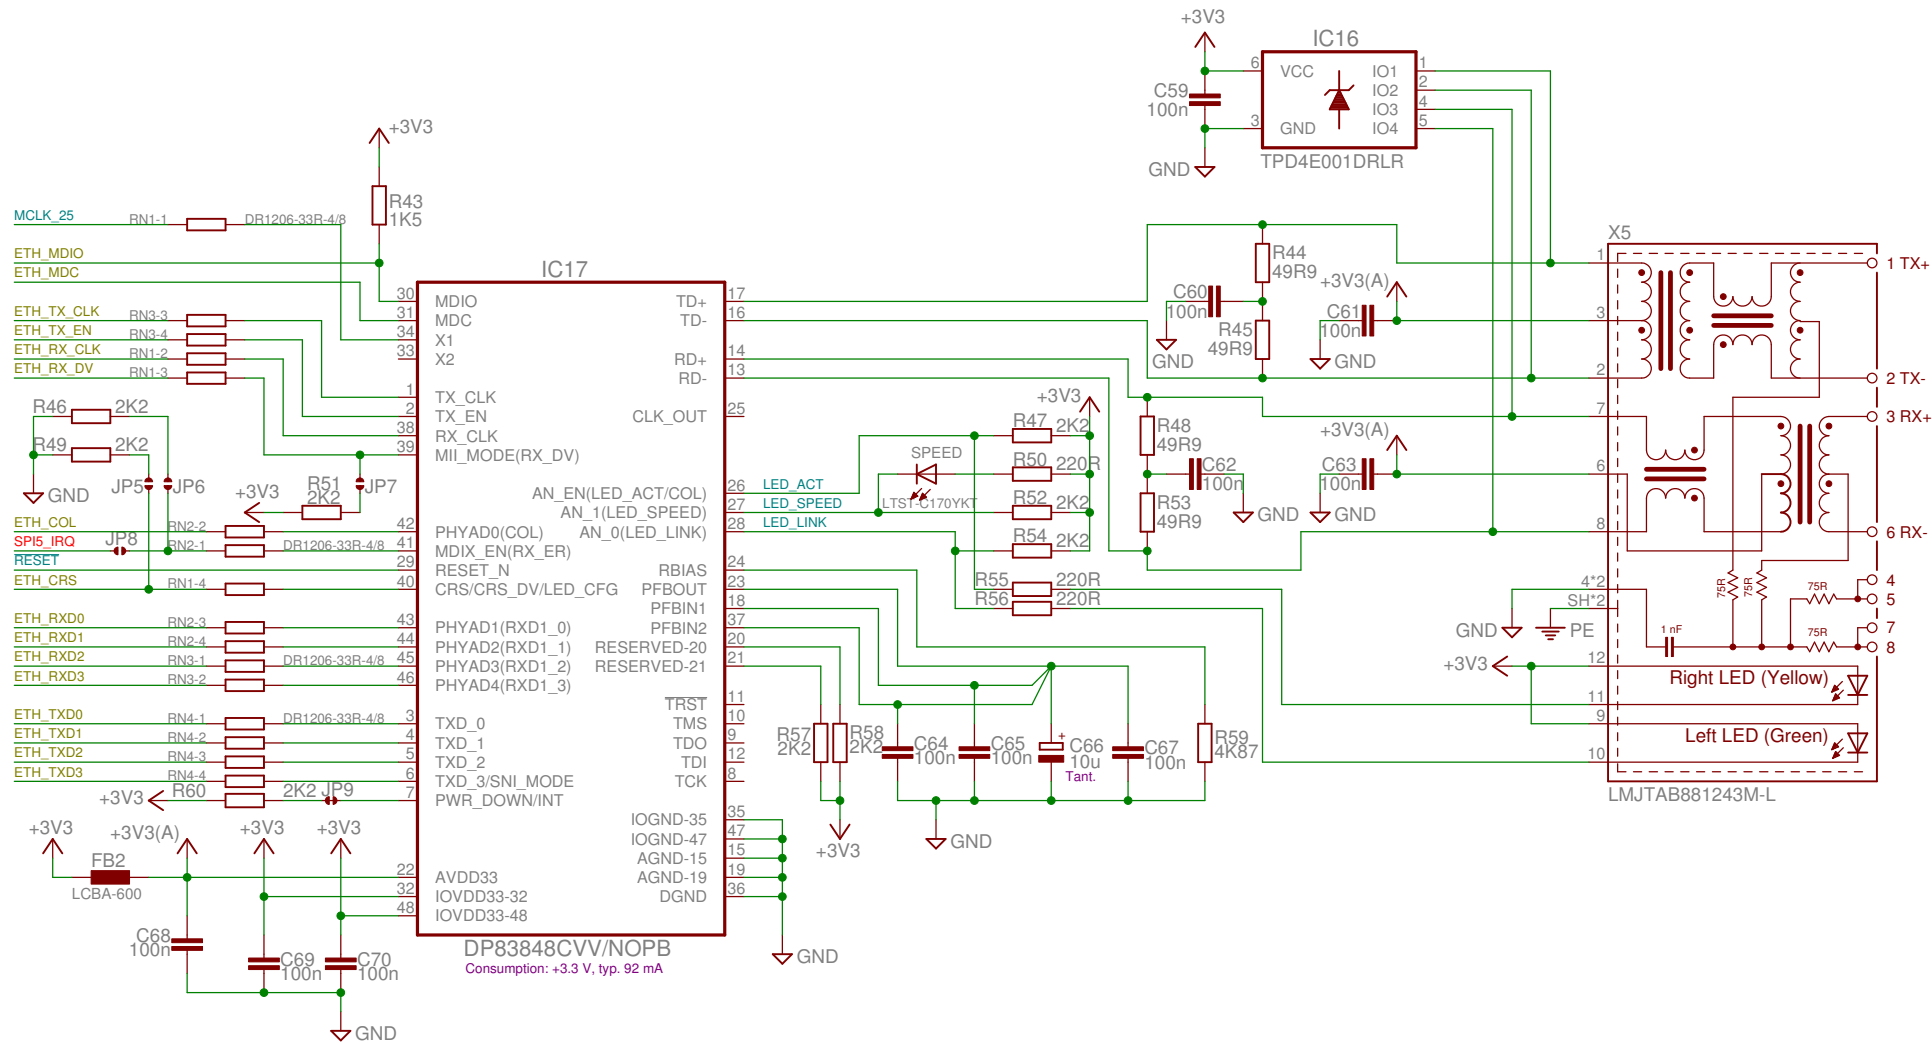 +3V3
IC16
6 VCC IO1 1
IO2 2
IO3 4
3 GND IO4 5
C59
100n
GND
TPD4E001DRLR
+3V3
R43
1K5
MCLK_25 RN1-1 DR1206-33R-4/8
ETH_MDIO
ETH_MDC
ETH_TX_CLK RN3-3
ETH_TX_EN RN3-4
ETH_RX_CLK RN1-2
ETH_RX_DV RN1-3
R46 2K2
R49 2K2
GND
JP5 JP6
+3V3
R51
2K2
JP7
ETH_COL RN2-2
SPI5_IRQ JP8 RN2-1 DR1206-33R-4/8
RESET
ETH_CRS RN1-4
ETH_RXD0 RN2-3
ETH_RXD1 RN2-4
ETH_RXD2 RN3-1 DR1206-33R-4/8
ETH_RXD3 RN3-2
ETH_TXD0 RN4-1 DR1206-33R-4/8
ETH_TXD1 RN4-2
ETH_TXD2 RN4-3
ETH_TXD3 RN4-4
+3V3 R60 2K2 JP9
+3V3
+3V3(A)
+3V3
+3V3
FB2
LCBA-600
C68
100n
C69
100n
C70
100n
GND
IC17
30 MDIO
31 MDC
34 X1
33 X2
1 TX_CLK
2 TX_EN
38 RX_CLK
39 MII_MODE(RX_DV)
42 PHYAD0(COL)
41 MDIX_EN(RX_ER)
29 RESET_N
40 CRS/CRS_DV/LED_CFG
43 PHYAD1(RXD1_0)
44 PHYAD2(RXD1_1)
45 PHYAD3(RXD1_2)
46 PHYAD4(RXD1_3)
3 TXD_0
4 TXD_1
5 TXD_2
6 TXD_3/SNI_MODE
7 PWR_DOWN/INT
22 AVDD33
32 IOVDD33-32
48 IOVDD33-48
TD+ 17
TD- 16
RD+ 14
RD- 13
CLK_OUT 25
AN_EN(LED_ACT/COL) 26 LED_ACT
AN_1(LED_SPEED) 27 LED_SPEED
AN_0(LED_LINK) 28 LED_LINK
RBIAS 24
PFBOUT 23
PFBIN1 18
PFBIN2 37
RESERVED-20 20
RESERVED-21 21
TRST 11
TMS 10
TDO 9
TDI 12
TCK 8
IOGND-35 35
IOGND-47 47
AGND-15 15
AGND-19 19
DGND 36
DP83848CVV/NOPB
Consumption: +3.3 V, typ. 92 mA
GND
R44
49R9
C60
100n
GND
R45
49R9
+3V3(A)
C61
100n
GND
+3V3
R47 2K2
SPEED
LTST-C170YKT
R50 220R
R52 2K2
R54 2K2
R55 220R
R56 220R
R48
49R9
C62
100n
GND
R53
49R9
+3V3(A)
C63
100n
GND
R57
2K2
R58
2K2
+3V3
C64
100n
C65
100n
+
C66
10u
Tant.
C67
100n
R59
4K87
GND
X5
1
3
2
7
6
8
4*2
SH*2
12
11
9
10
GND
PE
+3V3
1 TX+
2 TX-
3 RX+
6 RX-
4
5
7
8
75R
75R
75R
75R
1 nF
Right LED (Yellow)
Left LED (Green)
LMJTAB881243M-L